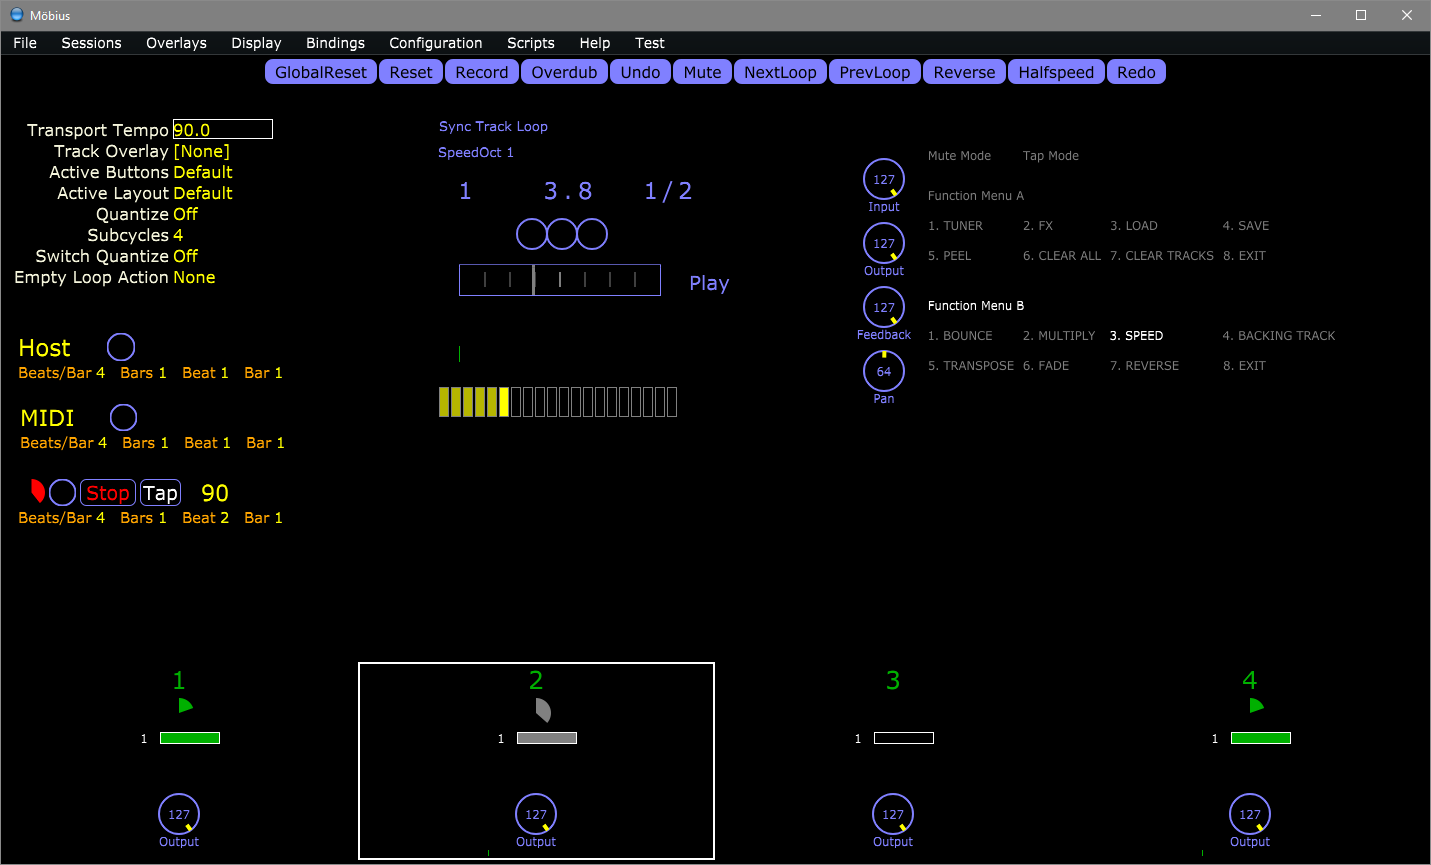 Möbius
File Sessions Overlays Display Bindings Configuration Scripts Help Test
GlobalReset Reset Record Overdub Undo Mute NextLoop PrevLoop Reverse Halfspeed Redo
Transport Tempo 90.0
Track Overlay [None]
Active Buttons Default
Active Layout Default
Quantize Off
Subcycles 4
Switch Quantize Off
Empty Loop Action None
Host
Beats/Bar 4 Bars 1 Beat 1 Bar 1
MIDI
Beats/Bar 4 Bars 1 Beat 1 Bar 1
Stop Tap 90
Beats/Bar 4 Bars 1 Beat 2 Bar 1
Sync Track Loop
SpeedOct 1
1 3.8 1/2
Play
127
Input
127
Output
127
Feedback
64
Pan
Mute Mode Tap Mode
Function Menu A
1. TUNER 2. FX 3. LOAD 4. SAVE
5. PEEL 6. CLEAR ALL 7. CLEAR TRACKS 8. EXIT
Function Menu B
1. BOUNCE 2. MULTIPLY 3. SPEED 4. BACKING TRACK
5. TRANSPOSE 6. FADE 7. REVERSE 8. EXIT
1
1
127
Output
2
1
127
Output
3
1
127
Output
4
1
127
Output